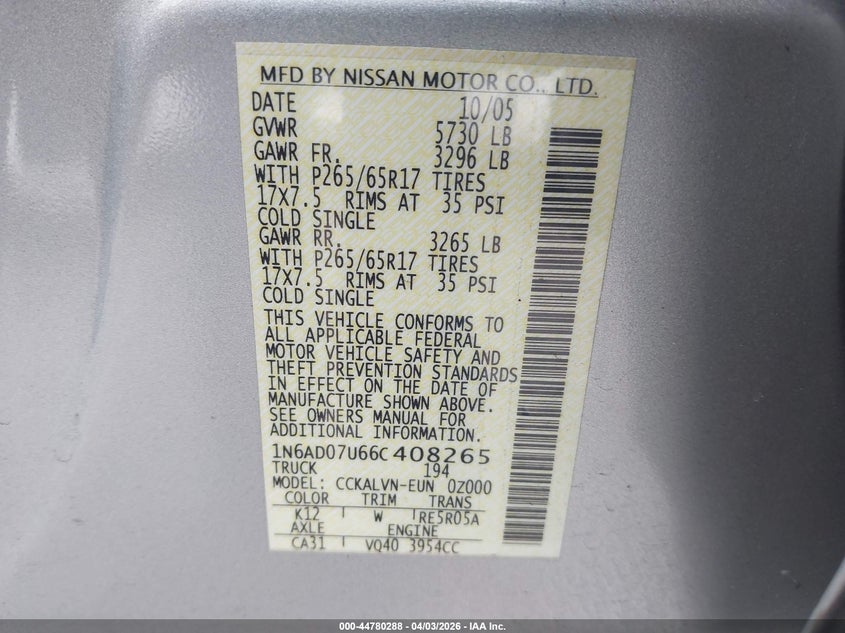 MFD BY NISSAN MOTOR CO., LTD.
DATE 10/05
GVWR 5730 LB
GAWR FR. 3296 LB
WITH P265/65R17 TIRES
17X7.5 RIMS AT 35 PSI
COLD SINGLE
GAWR RR. 3265 LB
WITH P265/65R17 TIRES
17X7.5 RIMS AT 35 PSI
COLD SINGLE
THIS VEHICLE CONFORMS TO
ALL APPLICABLE FEDERAL
MOTOR VEHICLE SAFETY AND
THEFT PREVENTION STANDARDS
IN EFFECT ON THE DATE OF
MANUFACTURE SHOWN ABOVE.
SEE OWNERS MANUAL FOR
ADDITIONAL INFORMATION.
1N6AD07U66C408265
TRUCK 194
MODEL: CCKALVN-EUN 0Z000
COLOR TRIM TRANS
K12 W RE5R05A
AXLE ENGINE
CA31 VQ40 3954CC
000-44780288 - 04/03/2026 - IAA Inc.